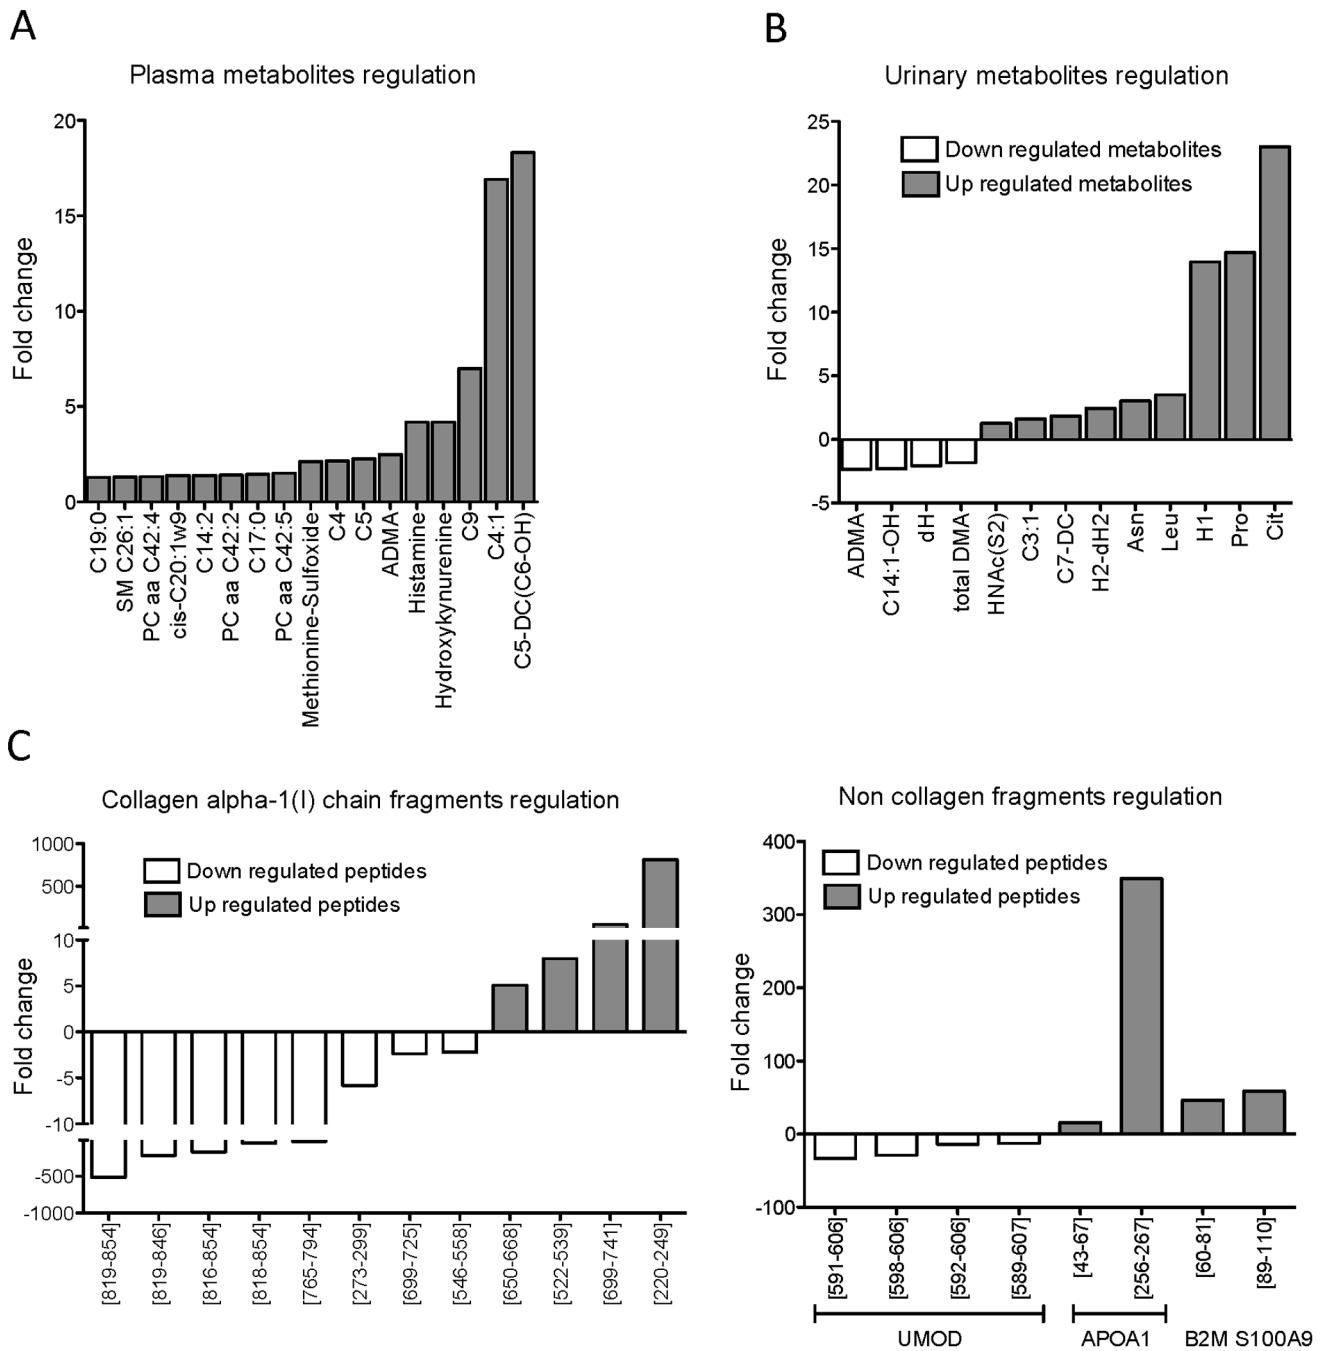 A
Plasma metabolites regulation
Fold change
20
15
10
5
0
C19:0
SM C26:1
PC aa C42:4
cis-C20:1w9
C14:2
PC aa C42:2
C17:0
PC aa C42:5
Methionine-Sulfoxide
C4
C5
ADMA
Histamine
Hydroxykynurenine
C9
C4:1
C5-DC(C6-OH)
B
Urinary metabolites regulation
Down regulated metabolites
Up regulated metabolites
Fold change
25
20
15
10
5
0
-5
ADMA
C14:1-OH
dH
total DMA
HNAc(S2)
C3:1
C7-DC
H2-dH2
Asn
Leu
H1
Pro
Cit
C
Collagen alpha-1(I) chain fragments regulation
Down regulated peptides
Up regulated peptides
Fold change
1000
500
10
5
0
-5
-10
-500
-1000
[819-854]
[819-846]
[816-854]
[818-854]
[765-794]
[273-299]
[699-725]
[546-558]
[650-668]
[522-539]
[699-741]
[220-249]
Non collagen fragments regulation
Down regulated peptides
Up regulated peptides
Fold change
400
300
200
100
0
-100
[591-606]
[598-606]
[592-606]
[589-607]
[43-67]
[256-267]
[60-81]
[89-110]
UMOD
APOA1
B2M S100A9